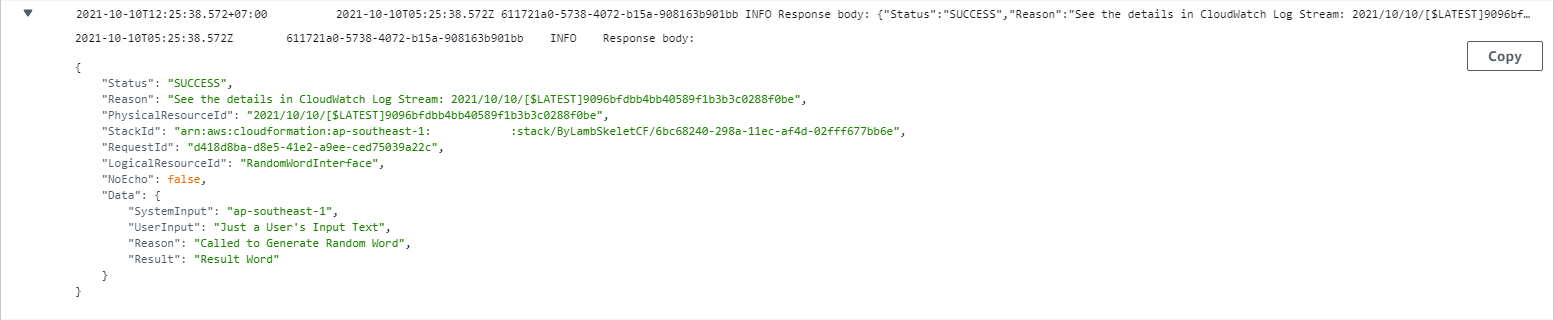 2021-10-10T12:25:38.572+07:00 2021-10-10T05:25:38.572Z 611721a0-5738-4072-b15a-908163b901bb INFO Response body: {"Status":"SUCCESS","Reason":"See the details in CloudWatch Log Stream: 2021/10/10/[$LATEST]9096bf…
2021-10-10T05:25:38.572Z 611721a0-5738-4072-b15a-908163b901bb INFO Response body:
Copy
{
"Status": "SUCCESS",
"Reason": "See the details in CloudWatch Log Stream: 2021/10/10/[$LATEST]9096bfdbb4bb40589f1b3b3c0288f0be",
"PhysicalResourceId": "2021/10/10/[$LATEST]9096bfdbb4bb40589f1b3b3c0288f0be",
"StackId": "arn:aws:cloudformation:ap-southeast-1: :stack/ByLambSkeletCF/6bc68240-298a-11ec-af4d-02fff677bb6e",
"RequestId": "d418d8ba-d8e5-41e2-a9ee-ced75039a22c",
"LogicalResourceId": "RandomWordInterface",
"NoEcho": false,
"Data": {
"SystemInput": "ap-southeast-1",
"UserInput": "Just a User's Input Text",
"Reason": "Called to Generate Random Word",
"Result": "Result Word"
}
}